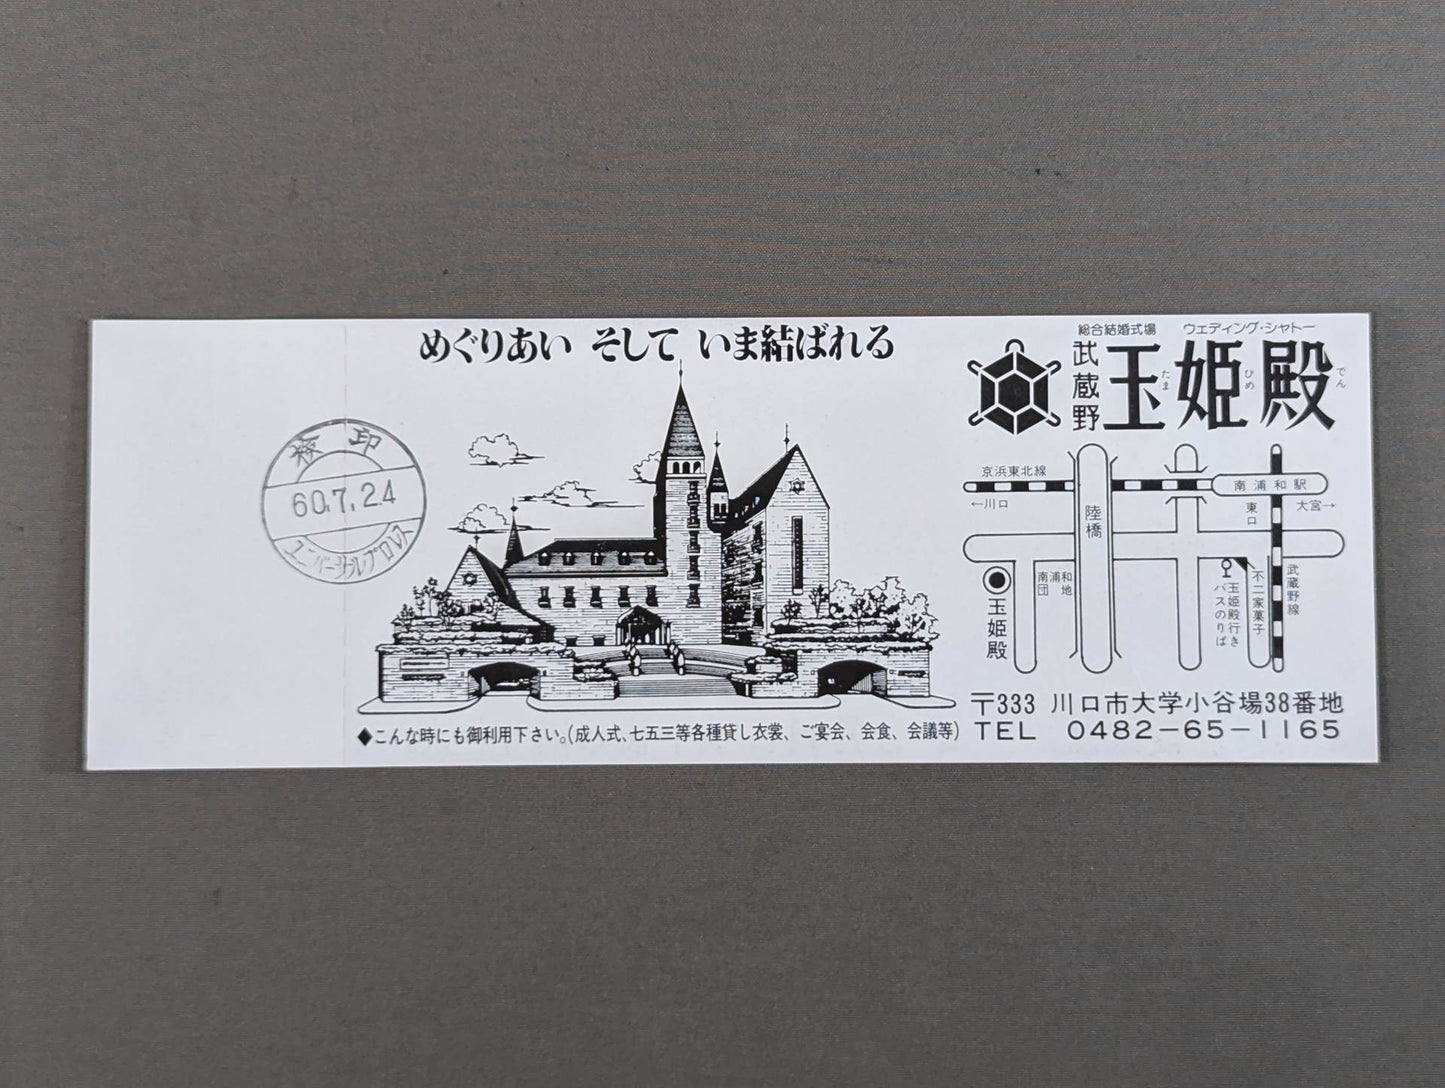 めぐりあい そして いま結ばれる
検印
60.7.24
ユニバーサルプロレス
◆こんな時にも御利用下さい。(成人式、七五三等各種貸し衣裳、ご宴会、会食、会議等)
総合結婚式場 ウェディング・シャトー
武蔵野
玉姫殿
たま ひめ でん
京浜東北線
←川口
陸橋
南浦和駅
東口
大宮→
南浦和団地
玉姫殿
玉姫殿行きバスのりば
不二家菓子
武蔵野線
〒333 川口市大学小谷場38番地
TEL 0482-65-1165